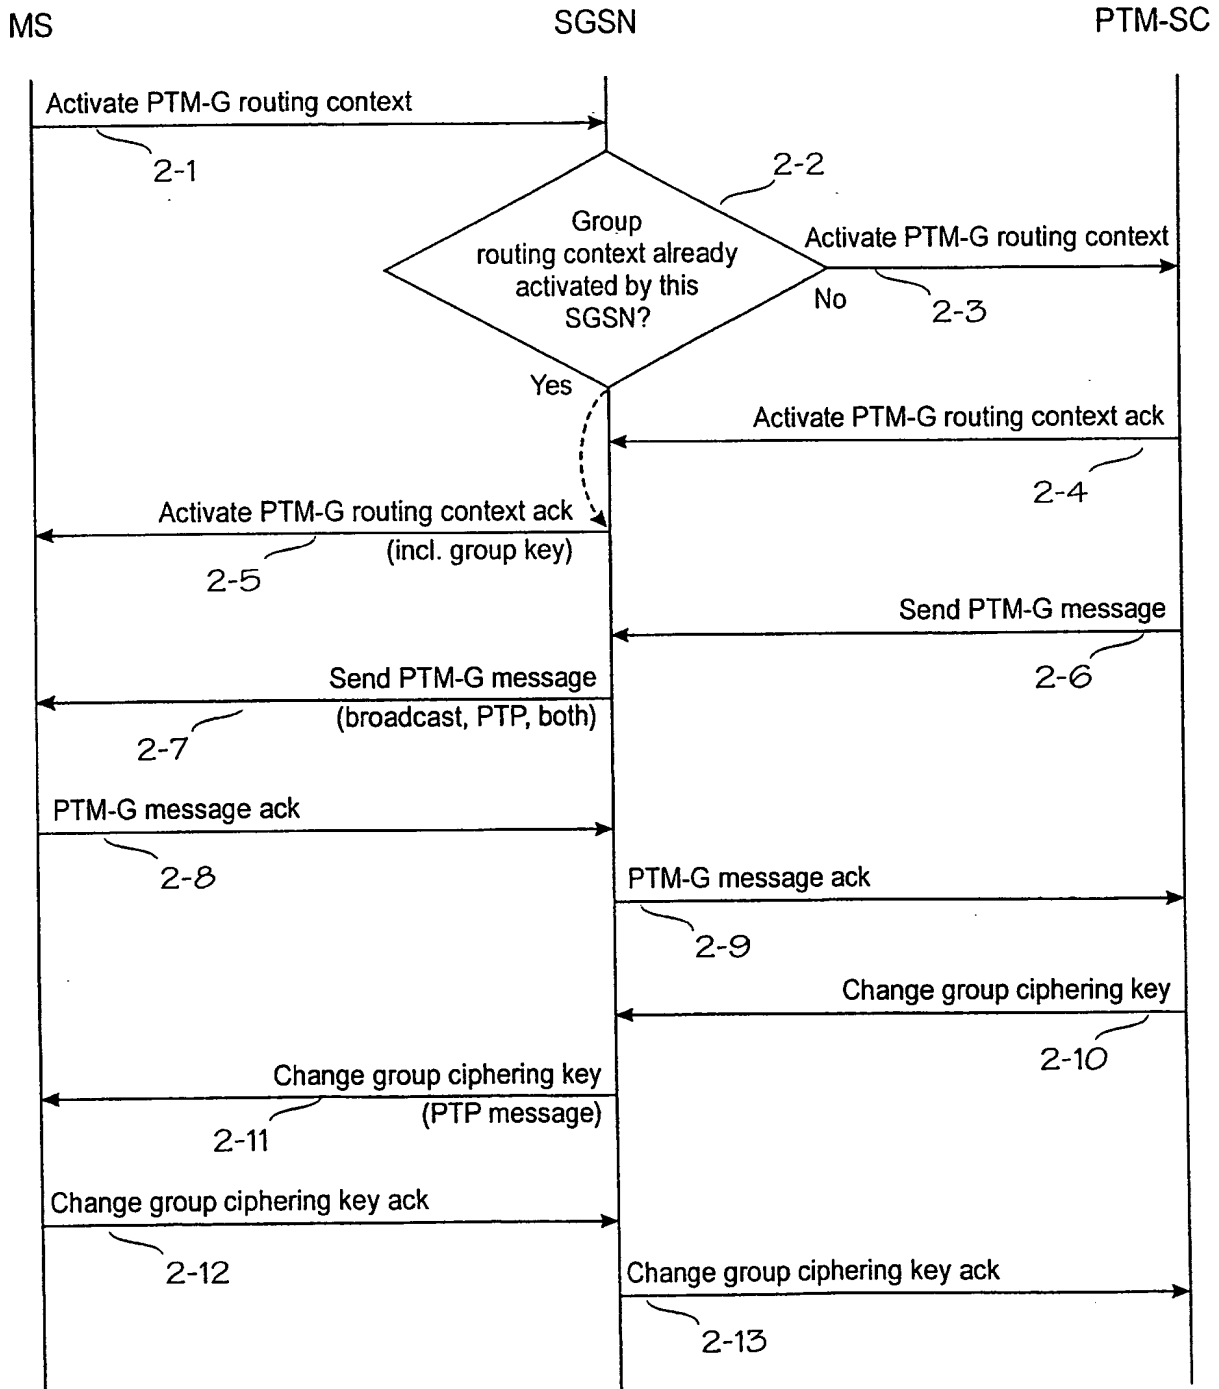 MS
SGSN
PTM-SC
Activate PTM-G routing context
2-1
2-2
Group
routing context already
activated by this
SGSN?
Activate PTM-G routing context
No
2-3
Yes
Activate PTM-G routing context ack
2-4
Activate PTM-G routing context ack
(incl. group key)
2-5
Send PTM-G message
2-6
Send PTM-G message
(broadcast, PTP, both)
2-7
PTM-G message ack
2-8
PTM-G message ack
2-9
Change group ciphering key
2-10
Change group ciphering key
(PTP message)
2-11
Change group ciphering key ack
2-12
Change group ciphering key ack
2-13